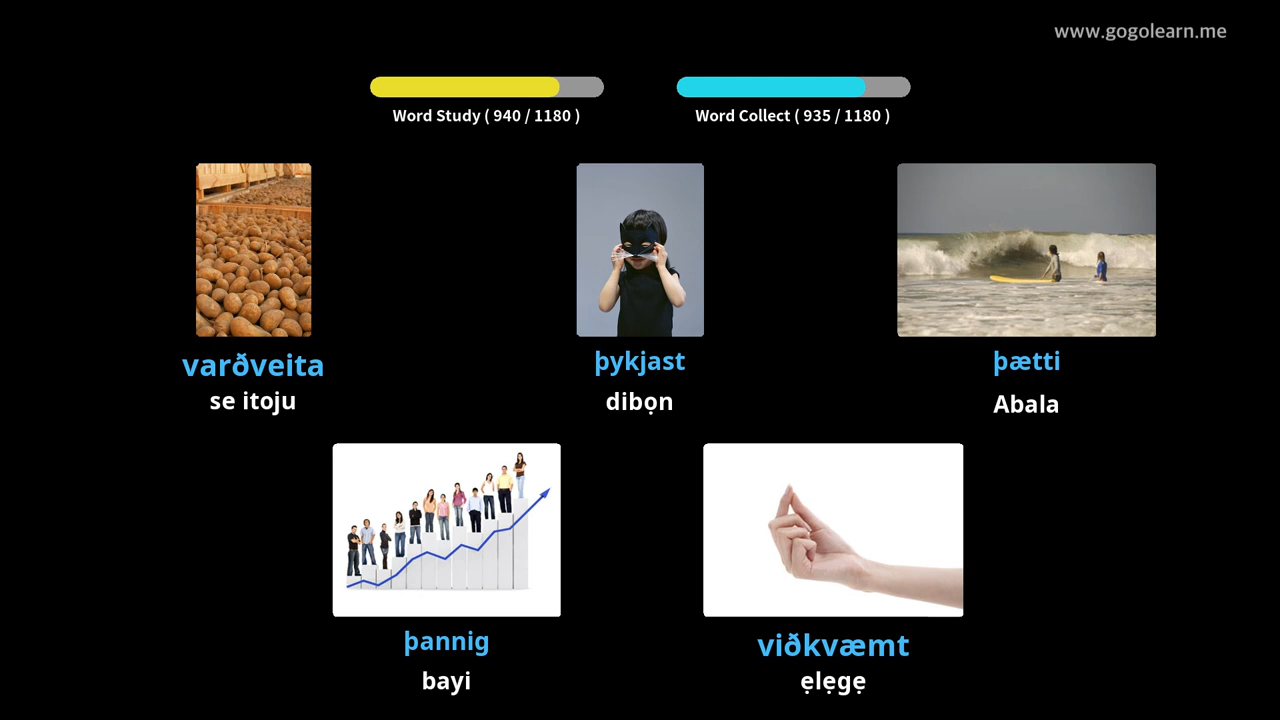 www.gogolearn.me
Word Study ( 940 / 1180 )
Word Collect ( 935 / 1180 )
varðveita
se itoju
þykjast
dibọn
þætti
Abala
þannig
bayi
viðkvæmt
ẹlẹgẹ